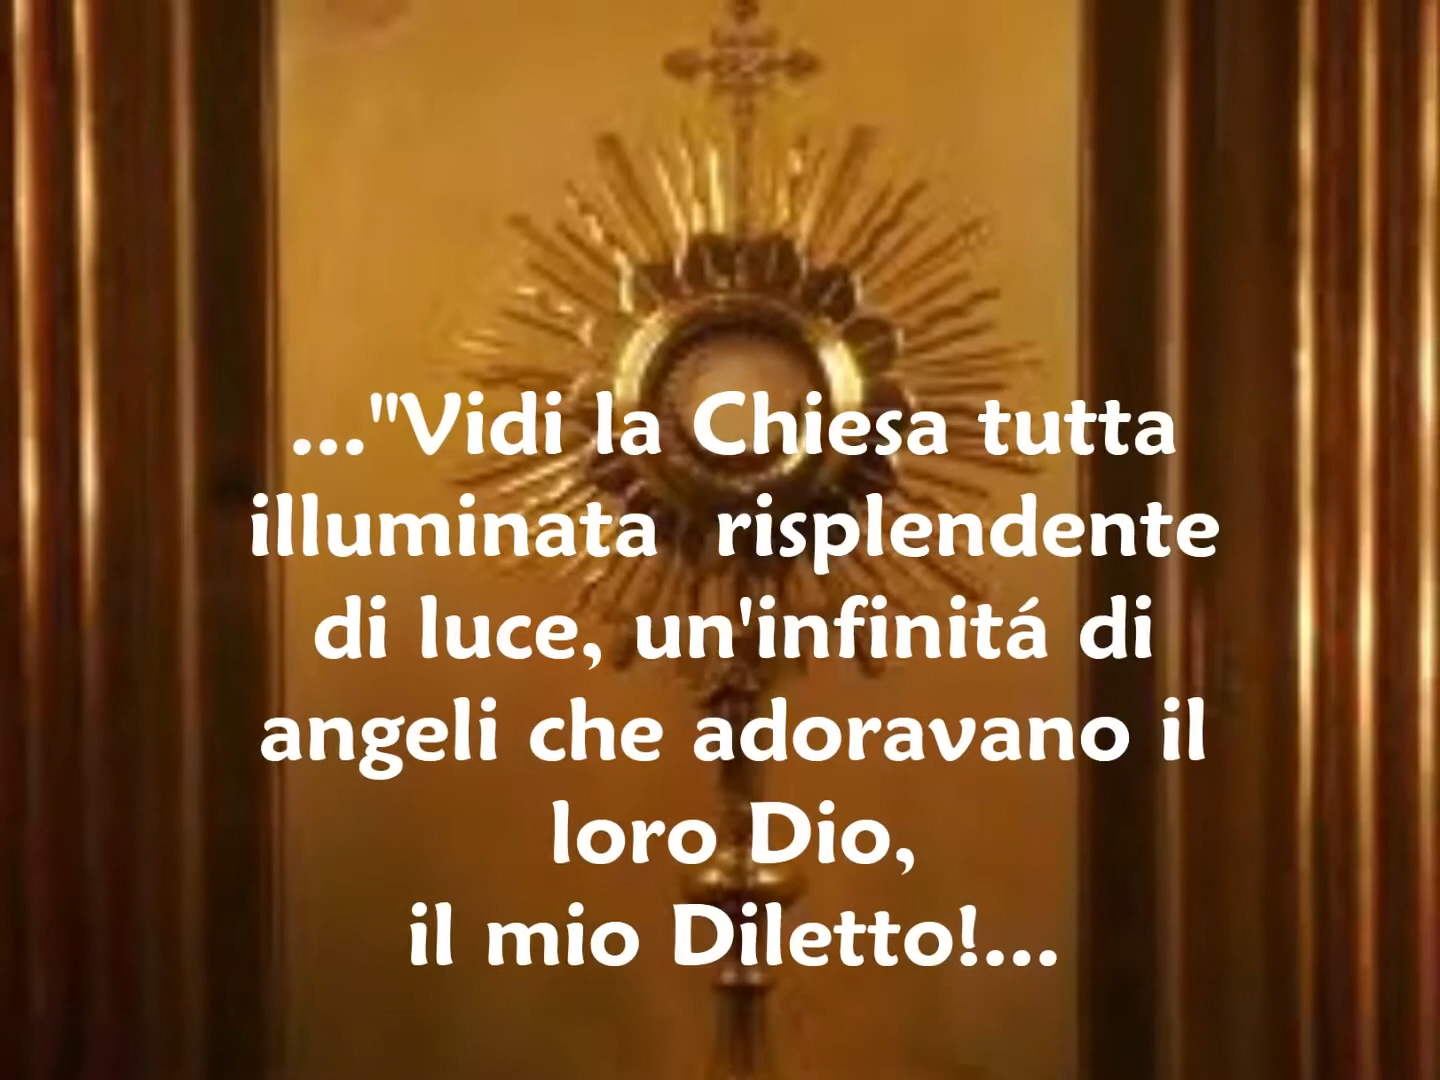 ..."Vidi la Chiesa tutta
illuminata  risplendente
di luce, un'infinitá di
angeli che adoravano il
loro Dio,
il mio Diletto!...